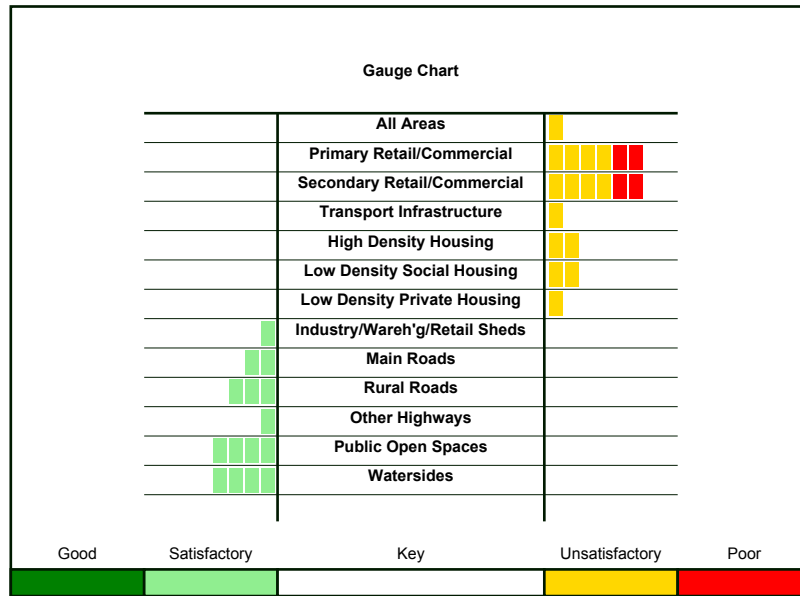 Gauge Chart
All Areas
Primary Retail/Commercial
Secondary Retail/Commercial
Transport Infrastructure
High Density Housing
Low Density Social Housing
Low Density Private Housing
Industry/Wareh'g/Retail Sheds
Main Roads
Rural Roads
Other Highways
Public Open Spaces
Watersides
Good Satisfactory Key Unsatisfactory Poor